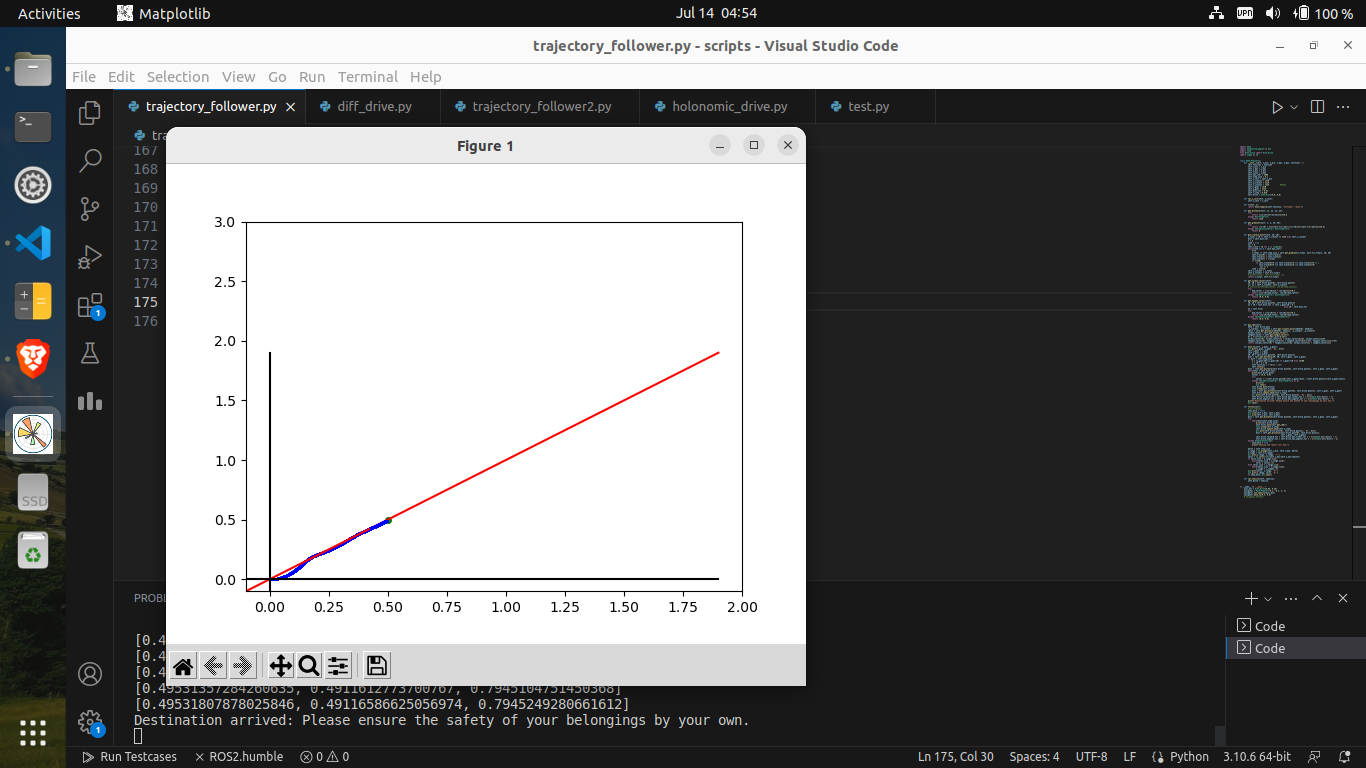 Activities Matplotlib Jul 14 04:54 VPN 100 %
trajectory_follower.py - scripts - Visual Studio Code
File Edit Selection View Go Run Terminal Help
trajectory_follower.py diff_drive.py trajectory_follower2.py holonomic_drive.py test.py
tra
Figure 1
167
168
169
170
171
172
173
174
175
176
3.0
2.5
2.0
1.5
1.0
0.5
0.0
0.00 0.25 0.50 0.75 1.00 1.25 1.50 1.75 2.00
>_
SSD
1
PROBL
Code
Code
[0.4
[0.4
[0.4
[0.49531357284260635, 0.4911612773700767, 0.7945104751450368]
[0.49531807878025846, 0.49116586625056974, 0.7945249280661612]
Destination arrived: Please ensure the safety of your belongings by your own.
1
Run Testcases ROS2.humble 0 0 Ln 175, Col 30 Spaces: 4 UTF-8 LF Python 3.10.6 64-bit